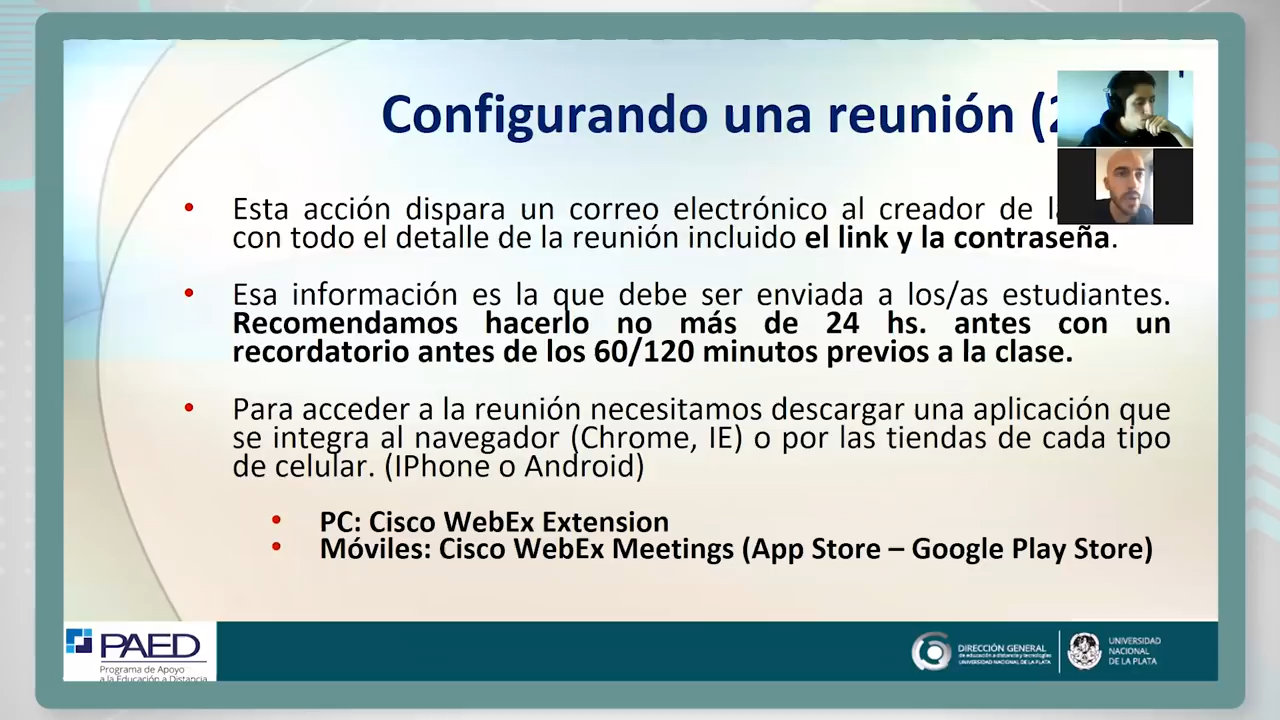 Configurando una reunión (2
Esta acción dispara un correo electrónico al creador de
con todo el detalle de la reunión incluido el link y la contraseña.
Esa información es la que debe ser enviada a los/as estudiantes.
Recomendamos hacerlo no más de 24 hs. antes con un
recordatorio antes de los 60/120 minutos previos a la clase.
Para acceder a la reunión necesitamos descargar una aplicación que
se integra al navegador (Chrome, IE) o por las tiendas de cada tipo
de celular. (IPhone o Android)
PC: Cisco WebEx Extension
Móviles: Cisco WebEx Meetings (App Store – Google Play Store)
PAED
Programa de Apoyo
a la Educación a Distancia
DIRECCIÓN GENERAL
de educación a distancia y tecnologías
UNIVERSIDAD NACIONAL DE LA PLATA
UNIVERSIDAD
NACIONAL
DE LA PLATA